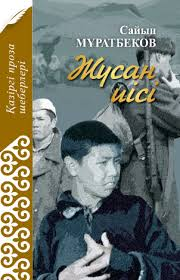 Сайын
МҰРАТБЕКОВ
Жусан
иісі
Қазіргі проза
шеберлері